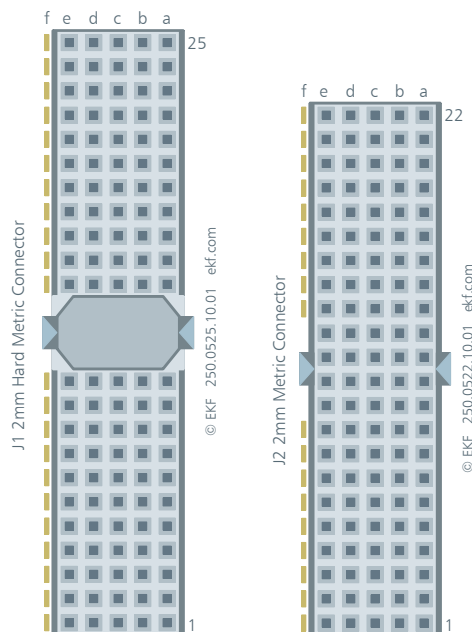 f e d c b a
25
J1 2mm Hard Metric Connector
© EKF 250.0525.10.01 ekf.com
1
f e d c b a
22
J2 2mm Metric Connector
© EKF 250.0522.10.01 ekf.com
1